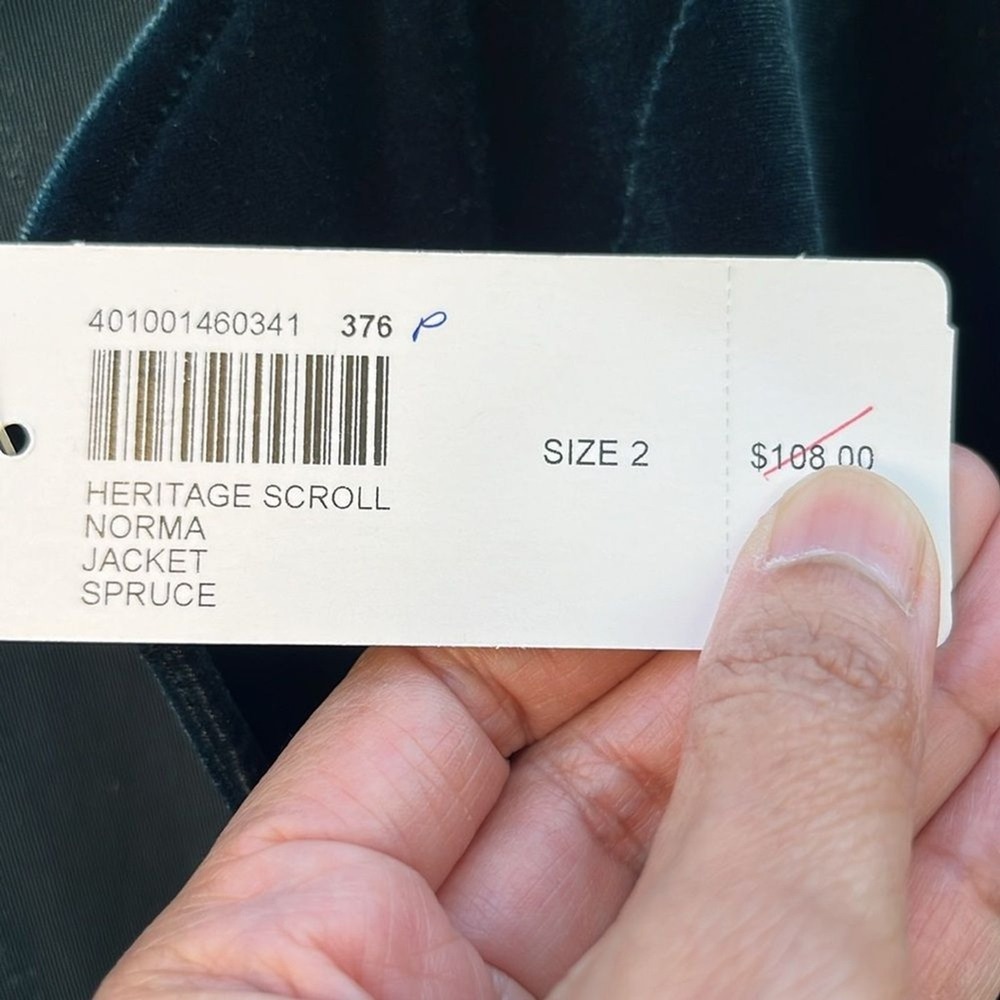 401001460341 376 P
HERITAGE SCROLL
NORMA
JACKET
SPRUCE
SIZE 2
$108.00